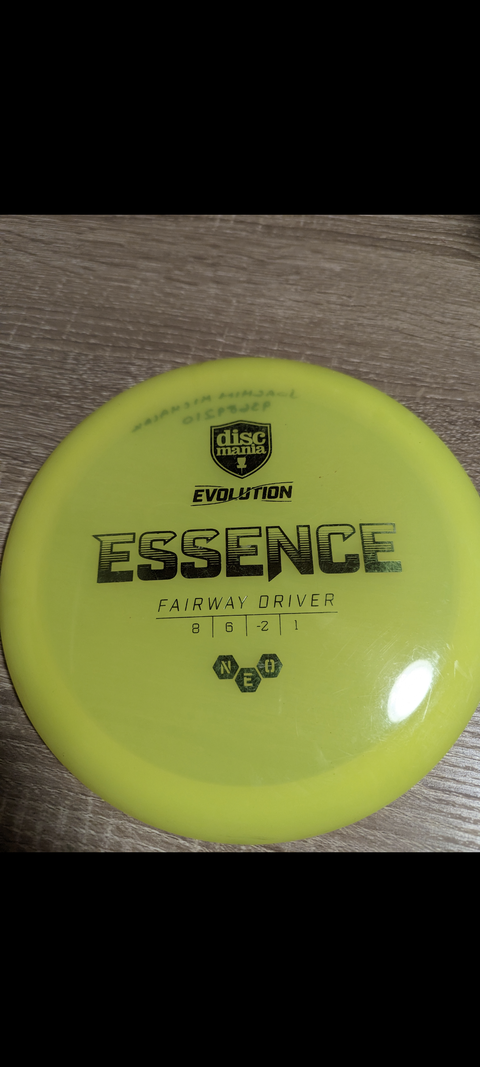 disc
mania
EVOLUTION
ESSENCE
FAIRWAY DRIVER
8 | 6 | -2 | 1
NEO